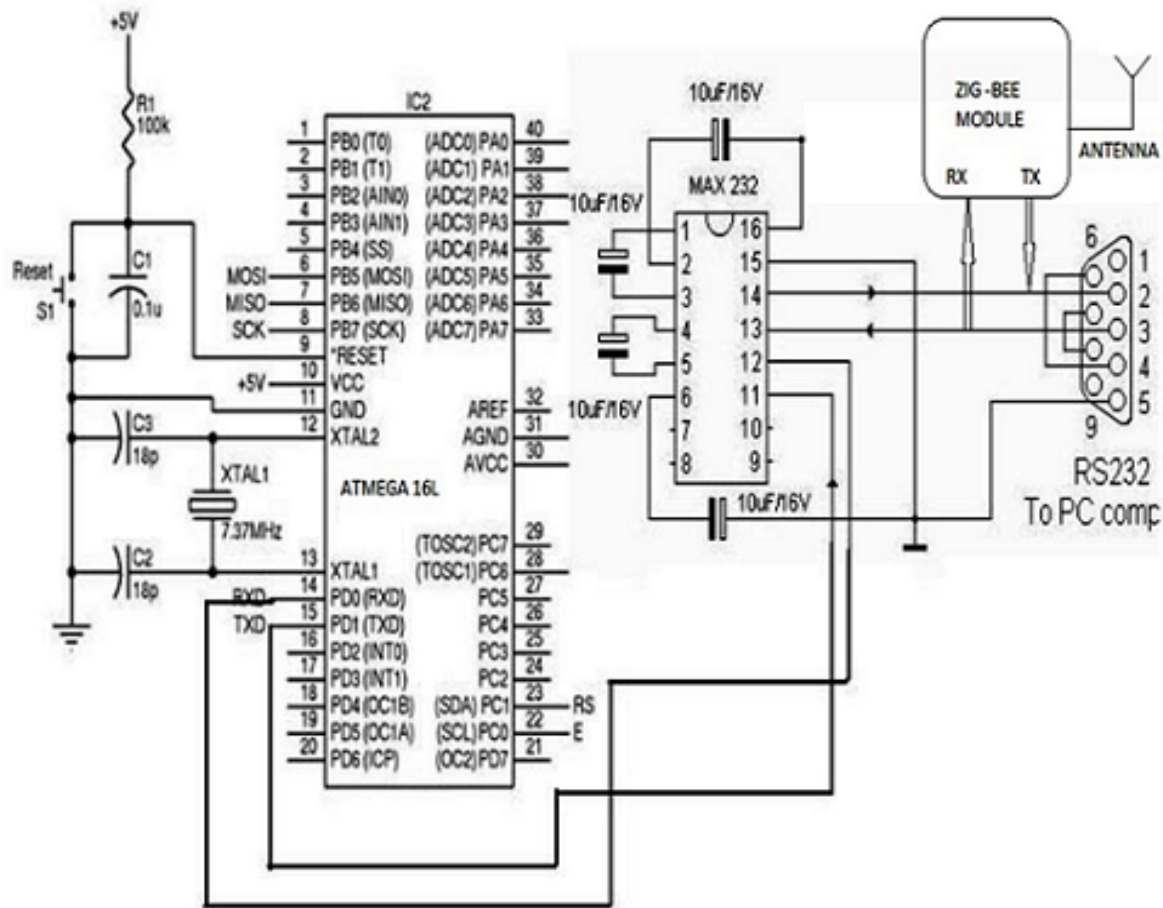 +5V
R1
100k
Reset
S1
C1
0.1u
MOSI
MISO
SCK
+5V
C3
18p
XTAL1
7.37MHz
C2
18p
RXD
TXD
IC2
1 PB0 (T0) (ADC0) PA0 40
2 PB1 (T1) (ADC1) PA1 39
3 PB2 (AIN0) (ADC2) PA2 38
4 PB3 (AIN1) (ADC3) PA3 37
5 PB4 (SS) (ADC4) PA4 36
6 PB5 (MOSI) (ADC5) PA5 35
7 PB6 (MISO) (ADC6) PA6 34
8 PB7 (SCK) (ADC7) PA7 33
9 *RESET
10 VCC
11 GND AREF 32
12 XTAL2 AGND 31
AVCC 30
ATMEGA 16L
(TOSC2) PC7 29
13 XTAL1 (TOSC1) PC6 28
14 PD0 (RXD) PC5 27
15 PD1 (TXD) PC4 26
16 PD2 (INT0) PC3 25
17 PD3 (INT1) PC2 24
18 PD4 (OC1B) (SDA) PC1 23 RS
19 PD5 (OC1A) (SCL) PC0 22 E
20 PD6 (ICP) (OC2) PD7 21
10uF/16V
MAX 232
10uF/16V
1 16
2 15
3 14
4 13
5 12
6 11
7 10
8 9
10uF/16V
10uF/16V
ZIG -BEE
MODULE
RX TX
ANTENNA
6 1
2
3
4
9 5
RS232
To PC comp